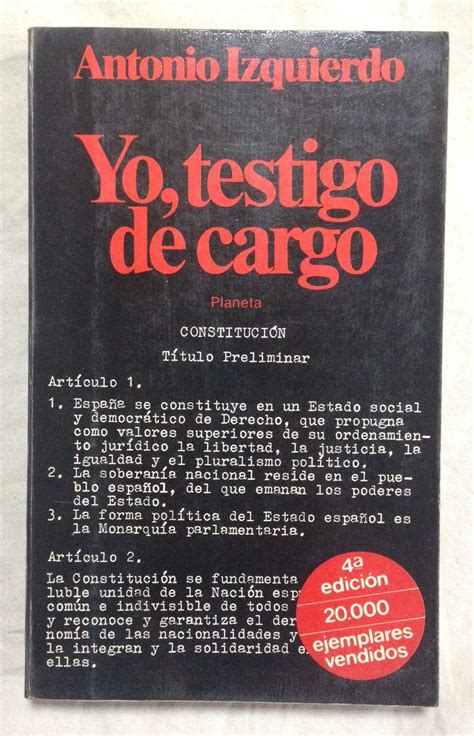 Antonio Izquierdo
Yo, testigo
de cargo
Planeta
CONSTITUCIÓN
Título Preliminar
Artículo 1.
1. España se constituye en un Estado social
y democrático de Derecho, que propugna
como valores superiores de su ordenamien-
to jurídico la libertad, la justicia, la
igualdad y el pluralismo político.
2. La soberanía nacional reside en el pue-
blo español, del que emanan los poderes
del Estado.
3. La forma política del Estado español es
la Monarquía parlamentaria.
Artículo 2.
La Constitución se fundamenta
luble unidad de la Nación esp
común e indivisible de todos
y reconoce y garantiza el der
nomía de las nacionalidades y
la integran y la solidaridad e
ellas.
4a
edición
20.000
ejemplares
vendidos